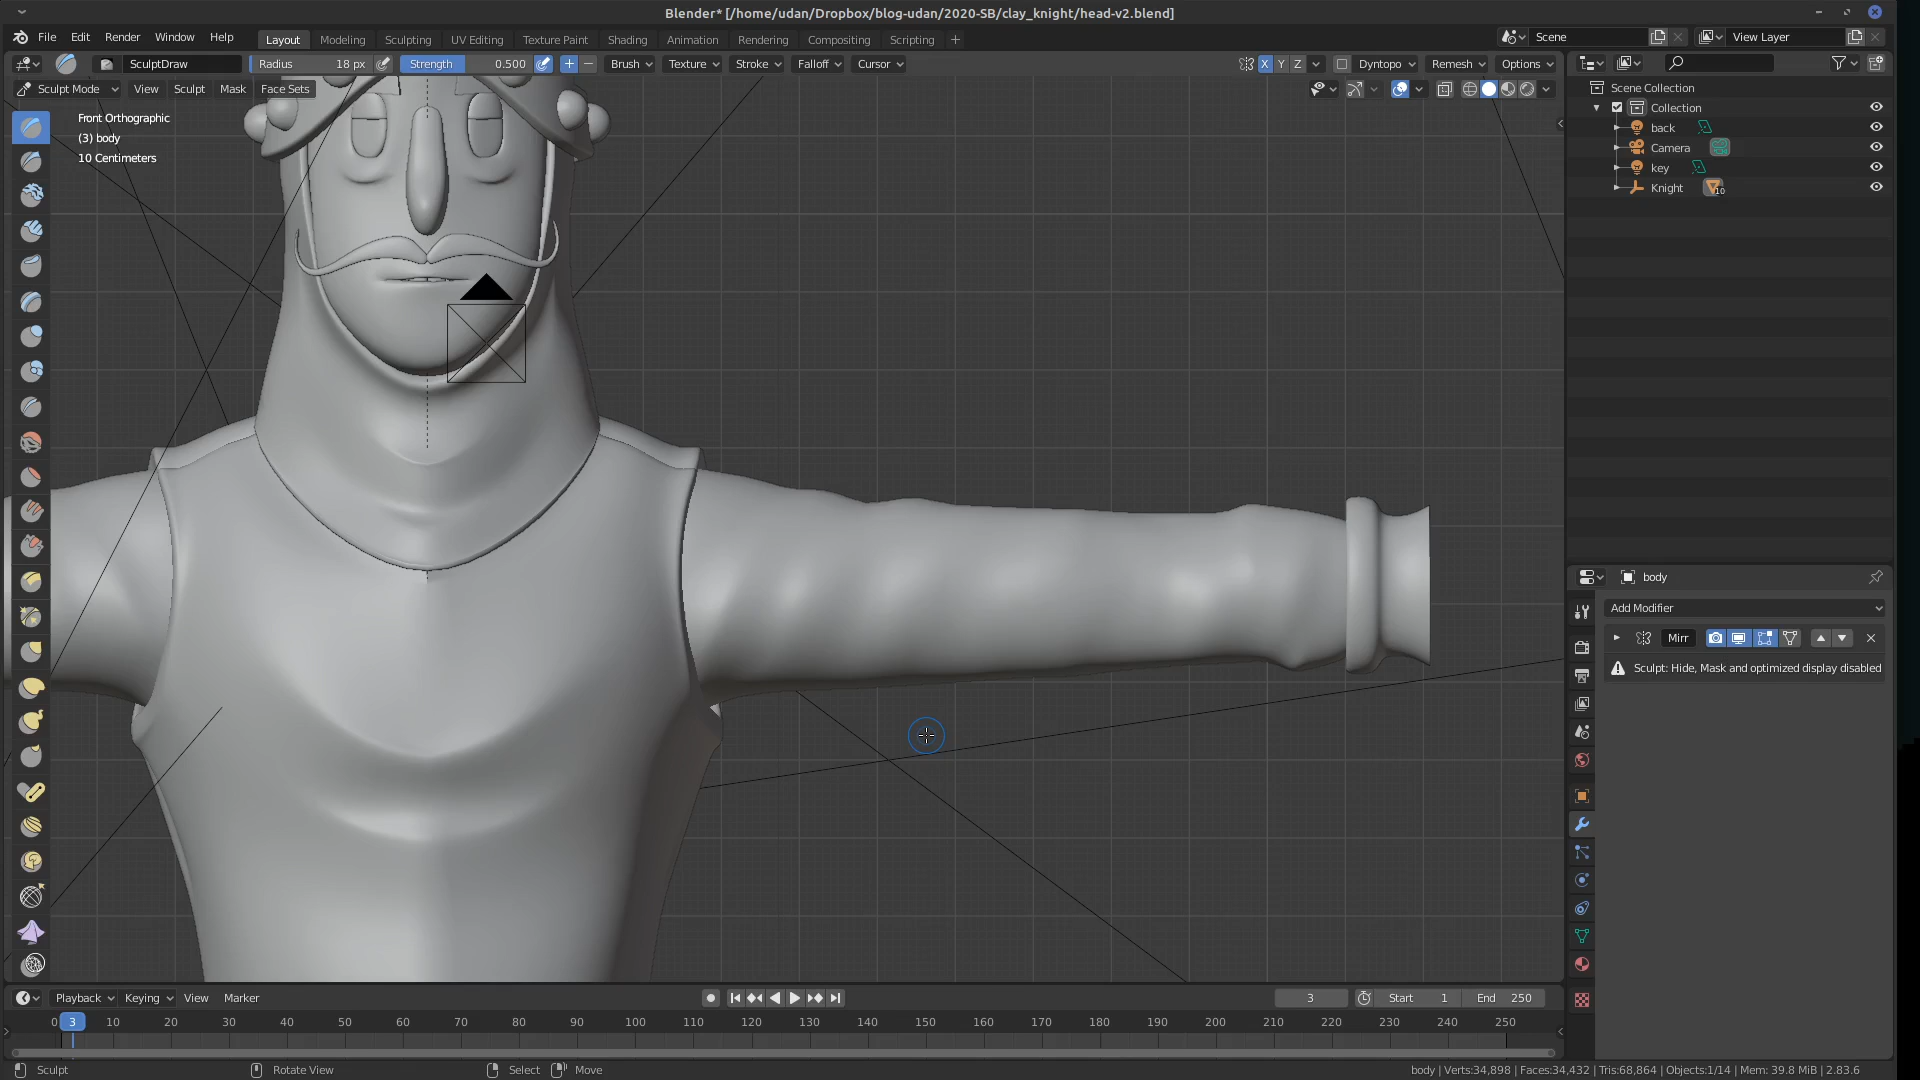 Blender* [/home/udan/Dropbox/blog-udan/2020-SB/clay_knight/head-v2.blend]
File Edit Render Window Help Layout Modeling Sculpting UV Editing Texture Paint Shading Animation Rendering Compositing Scripting + Scene View Layer
SculptDraw Radius 18 px Strength 0.500 Brush Texture Stroke Falloff Cursor X Y Z Dyntopo Remesh Options
Sculpt Mode View Sculpt Mask Face Sets
Front Orthographic
(3) body
10 Centimeters
Scene Collection
Collection
back
Camera
key
Knight 10
body
Add Modifier
Mirr
Sculpt: Hide, Mask and optimized display disabled
Playback Keying View Marker 3 Start 1 End 250
0 3 10 20 30 40 50 60 70 80 90 100 110 120 130 140 150 160 170 180 190 200 210 220 230 240 250
Sculpt Rotate View Select Move body | Verts:34,898 | Faces:34,432 | Tris:68,864 | Objects:1/14 | Mem: 39.8 MiB | 2.83.6